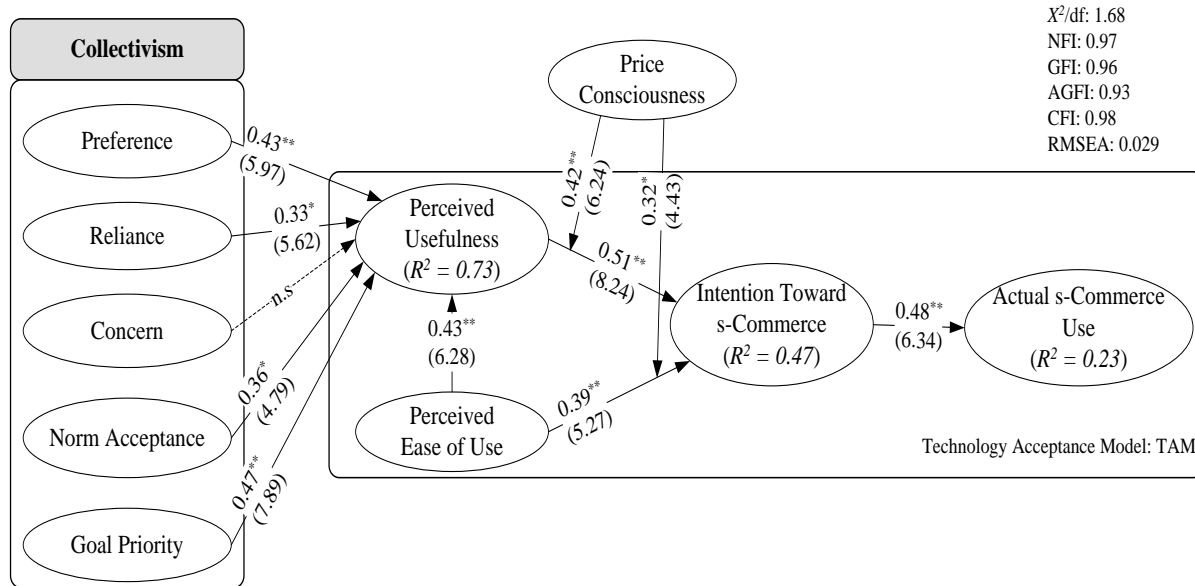 Collectivism
Preference
Reliance
Concern
Norm Acceptance
Goal Priority
0.43**
(5.97)
0.33*
(5.62)
n.s
0.36*
(4.79)
0.47**
(7.89)
Price
Consciousness
0.42**
(6.24)
0.32*
(4.43)
X²/df: 1.68
NFI: 0.97
GFI: 0.96
AGFI: 0.93
CFI: 0.98
RMSEA: 0.029
Perceived
Usefulness
(R² = 0.73)
0.43**
(6.28)
Perceived
Ease of Use
0.51**
(8.24)
0.39**
(5.27)
Intention Toward
s-Commerce
(R² = 0.47)
0.48**
(6.34)
Actual s-Commerce
Use
(R² = 0.23)
Technology Acceptance Model: TAM